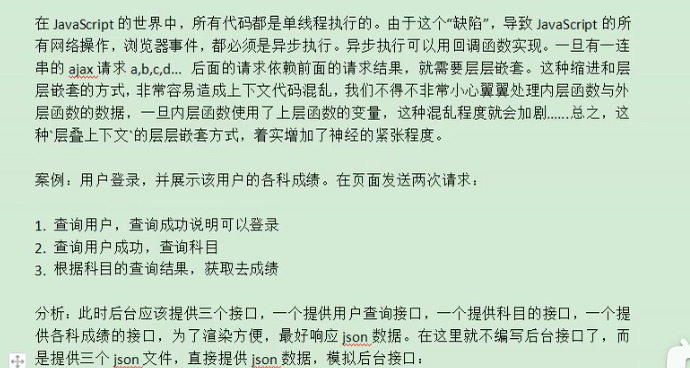 在 JavaScript 的世界中，所有代码都是单线程执行的。由于这个“缺陷”，导致 JavaScript 的所
有网络操作，浏览器事件，都必须是异步执行。异步执行可以用回调函数实现。一旦有一连
串的 ajax 请求 a,b,c,d... 后面的请求依赖前面的请求结果，就需要层层嵌套。这种缩进和层
层嵌套的方式，非常容易造成上下文代码混乱，我们不得不非常小心翼翼处理内层函数与外
层函数的数据，一旦内层函数使用了上层函数的变量，这种混乱程度就会加剧......总之，这
种`层叠上下文`的层层嵌套方式，着实增加了神经的紧张程度。
案例：用户登录，并展示该用户的各科成绩。在页面发送两次请求：
1. 查询用户，查询成功说明可以登录
2. 查询用户成功，查询科目
3. 根据科目的查询结果，获取去成绩
分析：此时后台应该提供三个接口，一个提供用户查询接口，一个提供科目的接口，一个提
供各科成绩的接口，为了渲染方便，最好响应 json 数据。在这里就不编写后台接口了，而
是提供三个 json 文件，直接提供 json 数据，模拟后台接口：